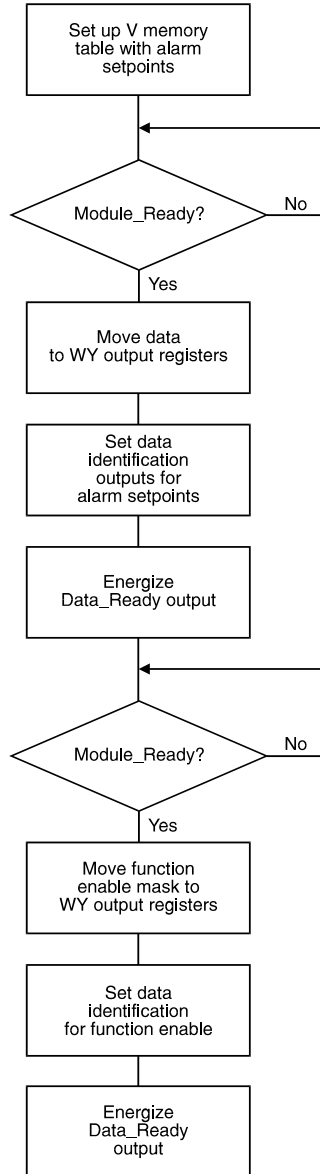 Set up V memory
table with alarm
setpoints
Module_Ready?
No
Yes
Move data
to WY output registers
Set data
identification
outputs for
alarm setpoints
Energize
Data_Ready output
Module_Ready?
No
Yes
Move function
enable mask to
WY output registers
Set data
identification
for function enable
Energize
Data_Ready
output